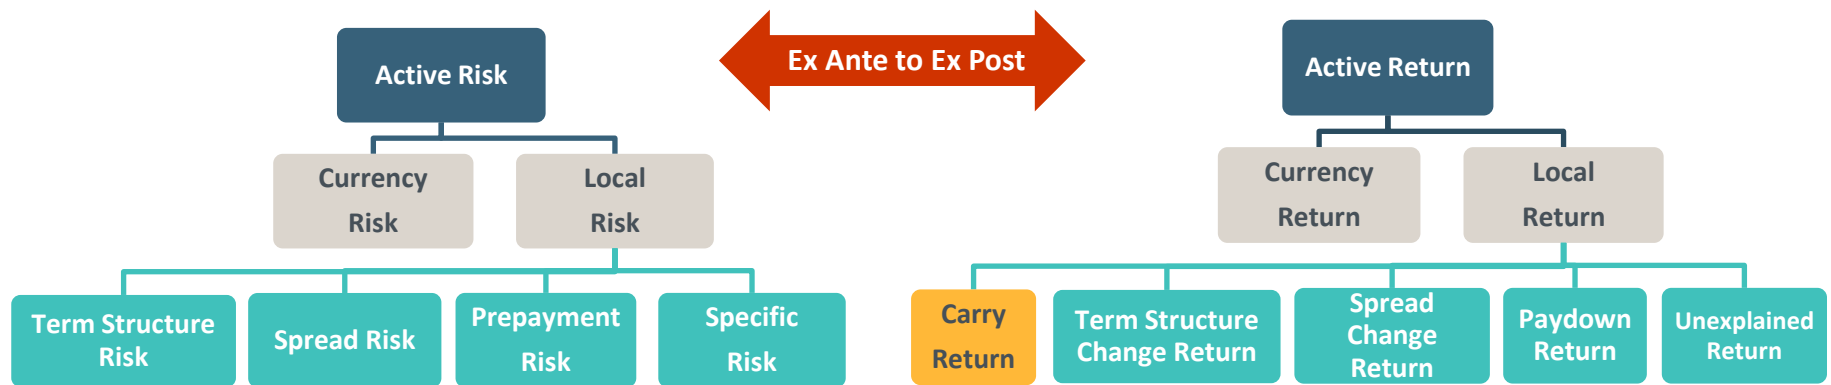 Active Risk
Ex Ante to Ex Post
Active Return
Currency
Risk
Local
Risk
Currency
Return
Local
Return
Term Structure
Risk
Spread Risk
Prepayment
Risk
Specific
Risk
Carry
Return
Term Structure
Change Return
Spread
Change
Return
Paydown
Return
Unexplained
Return